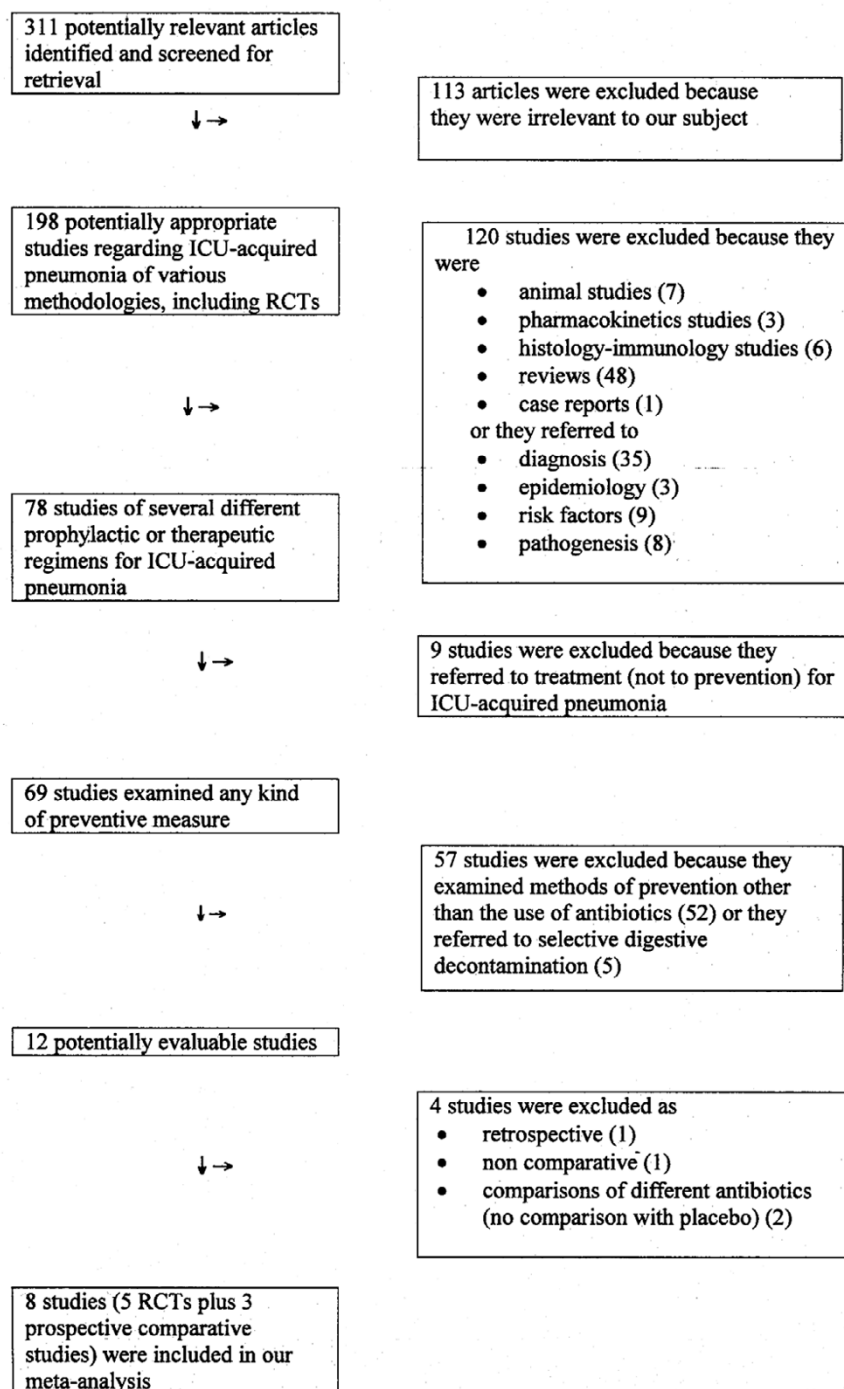 311 potentially relevant articles
identified and screened for
retrieval
↓→
113 articles were excluded because
they were irrelevant to our subject
198 potentially appropriate
studies regarding ICU-acquired
pneumonia of various
methodologies, including RCTs
↓→
120 studies were excluded because they
were
• animal studies (7)
• pharmacokinetics studies (3)
• histology-immunology studies (6)
• reviews (48)
• case reports (1)
or they referred to
• diagnosis (35)
• epidemiology (3)
• risk factors (9)
• pathogenesis (8)
78 studies of several different
prophylactic or therapeutic
regimens for ICU-acquired
pneumonia
↓→
9 studies were excluded because they
referred to treatment (not to prevention) for
ICU-acquired pneumonia
69 studies examined any kind
of preventive measure
↓→
57 studies were excluded because they
examined methods of prevention other
than the use of antibiotics (52) or they
referred to selective digestive
decontamination (5)
12 potentially evaluable studies
↓→
4 studies were excluded as
• retrospective (1)
• non comparative (1)
• comparisons of different antibiotics
(no comparison with placebo) (2)
8 studies (5 RCTs plus 3
prospective comparative
studies) were included in our
meta-analysis